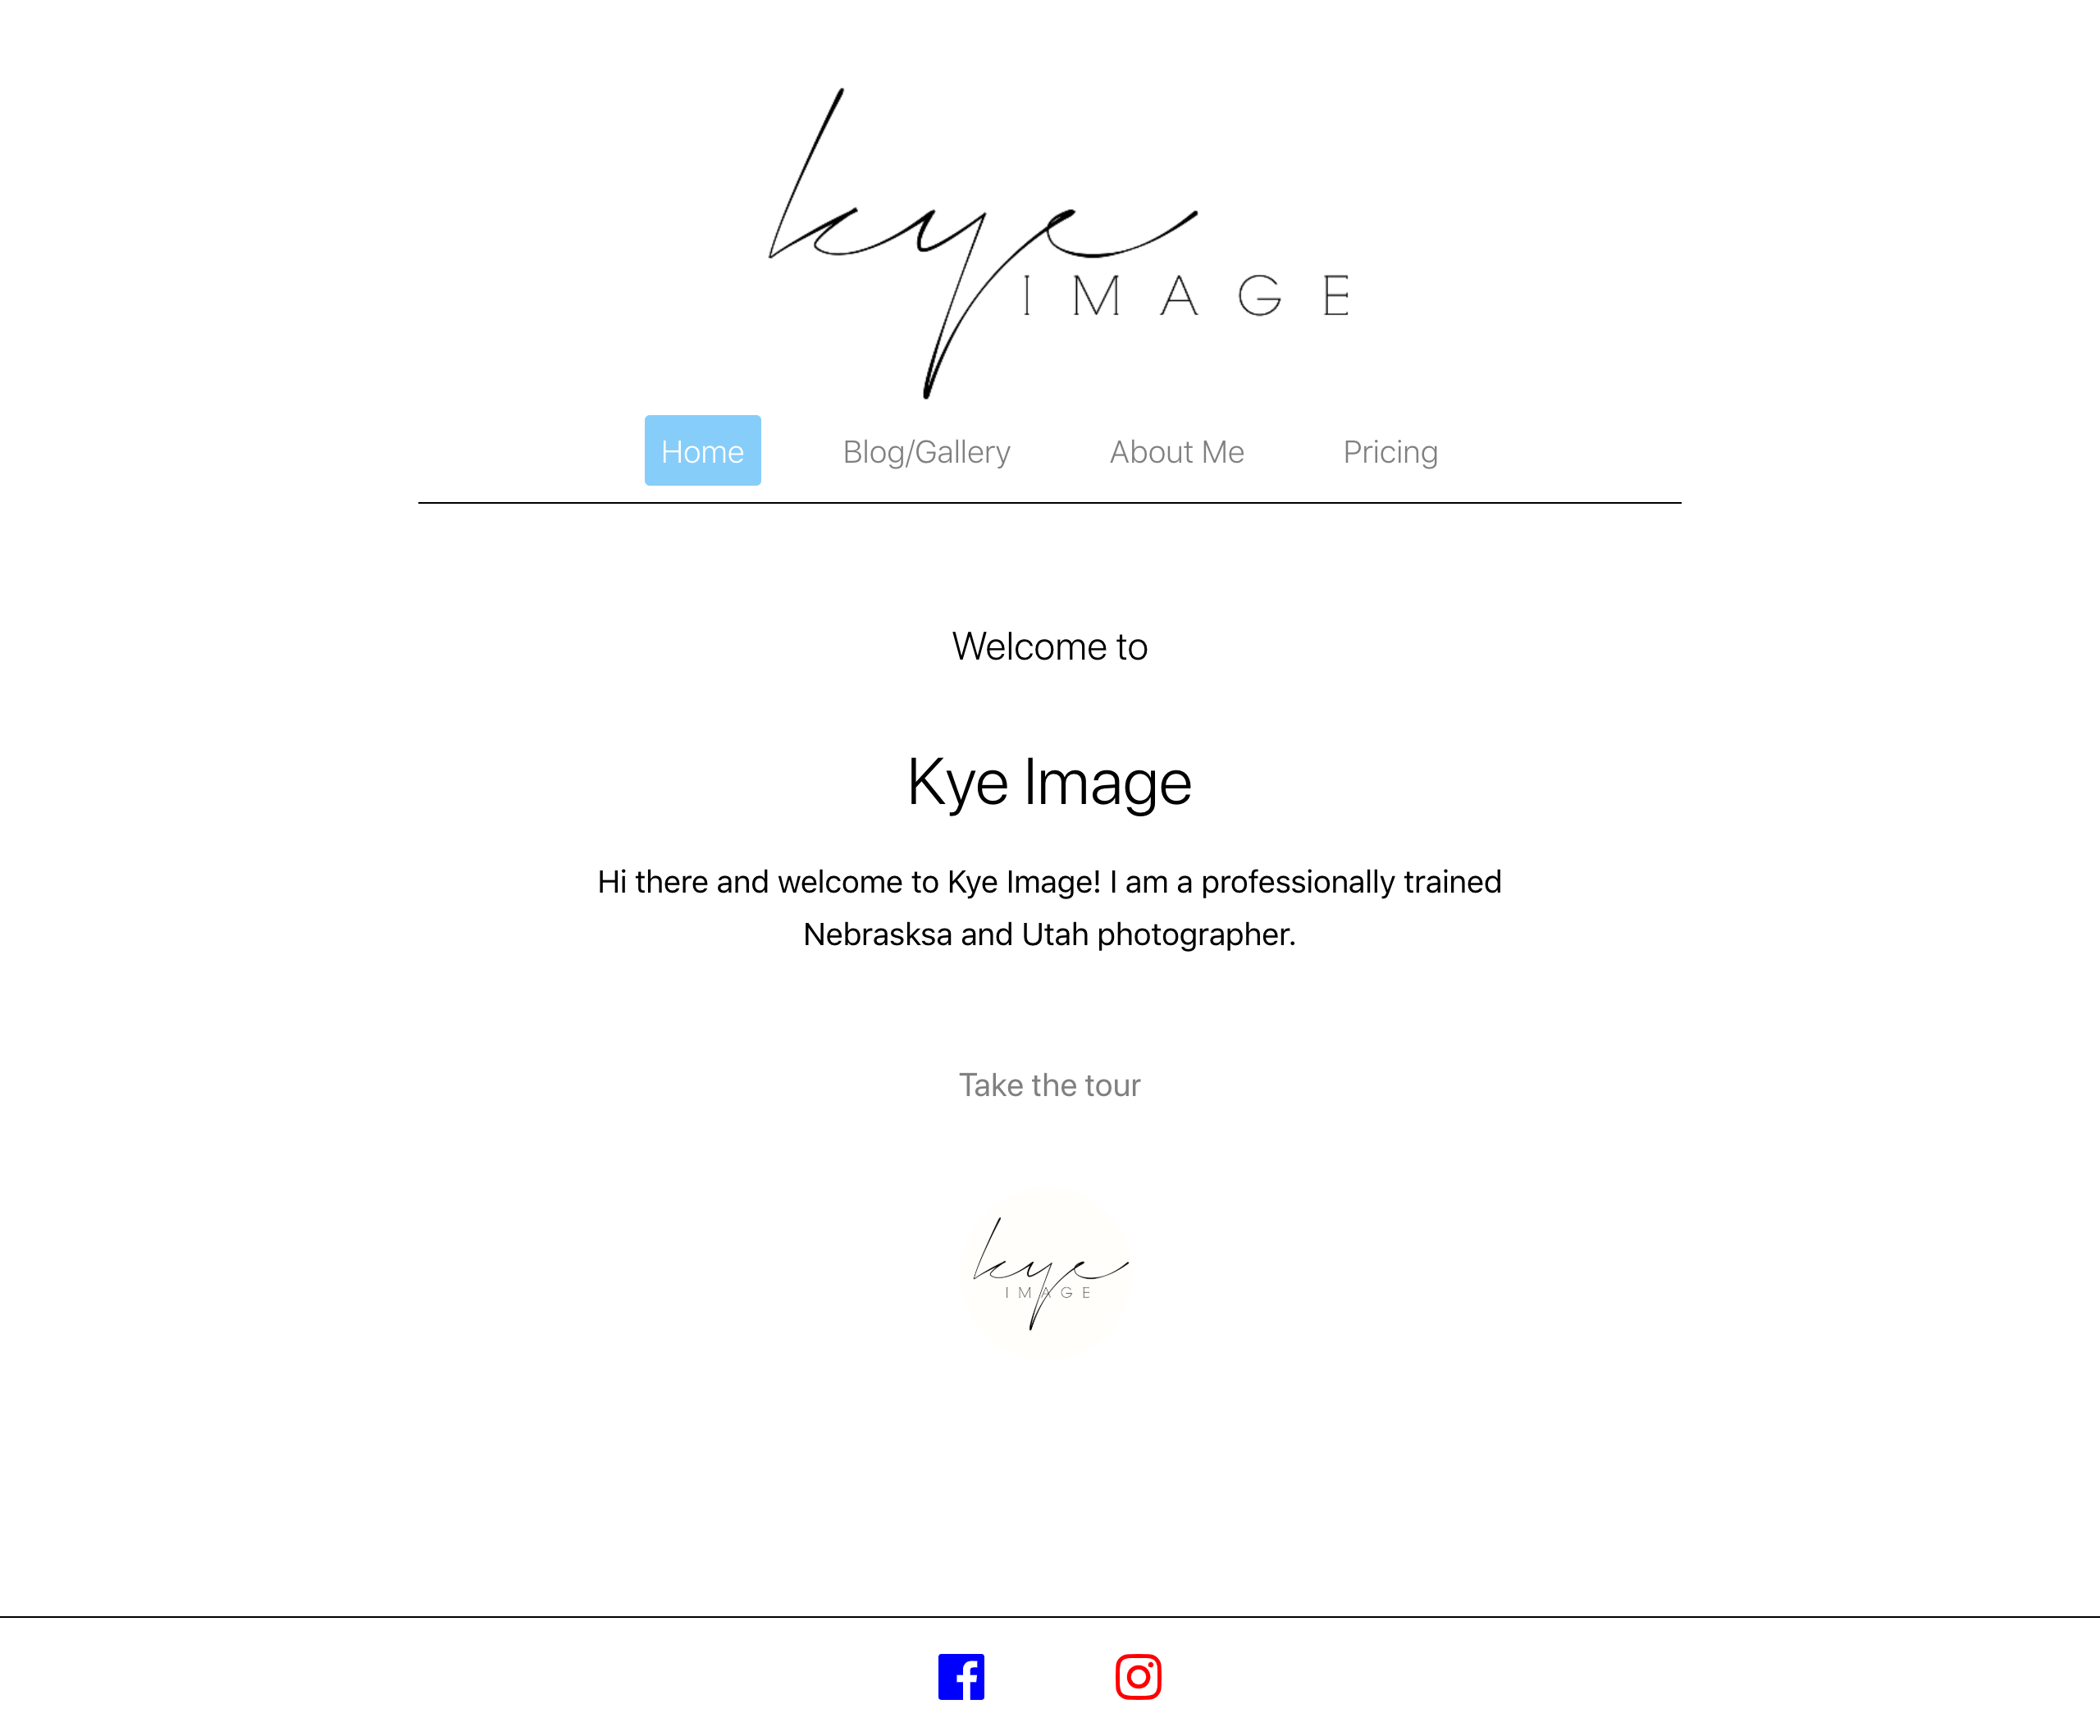 kye
IMAGE
Home Blog/Gallery About Me Pricing
Welcome to
Kye Image
Hi there and welcome to Kye Image! I am a professionally trained
Nebrasksa and Utah photographer.
Take the tour
kye
IMAGE